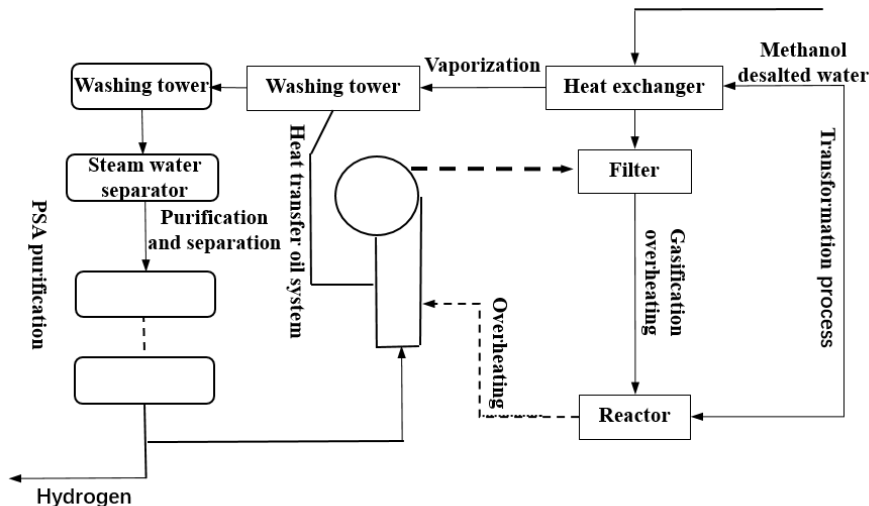 Methanol
desalted water
Vaporization
Washing tower
Washing tower
Heat exchanger
Steam water
separator
Heat transfer oil system
Filter
Transformation process
PSA purification
Purification
and separation
Gasification
overheating
Overheating
Reactor
Hydrogen